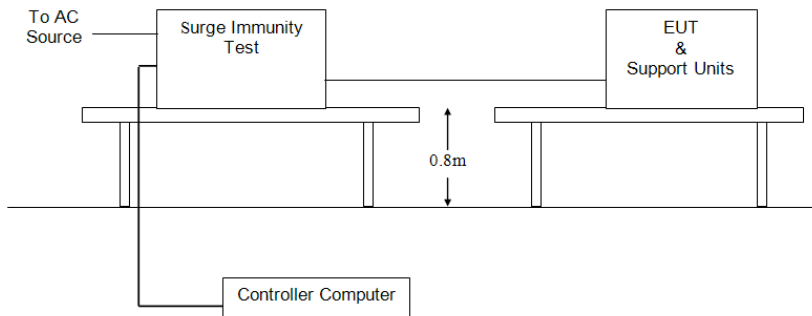 To AC
Source
Surge Immunity
Test
EUT
&
Support Units
0.8m
Controller Computer